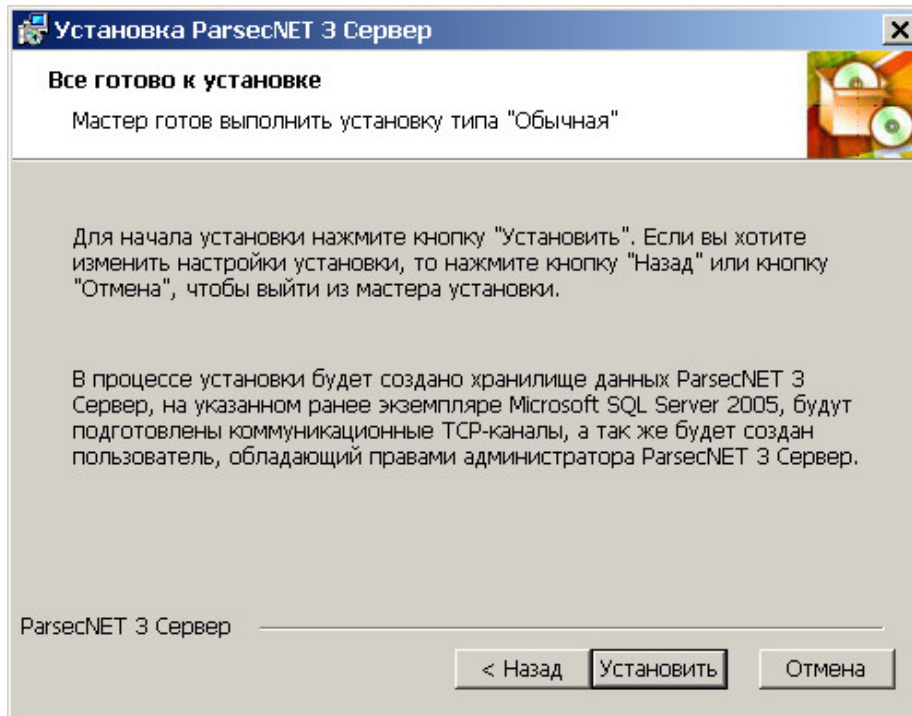 Установка ParsecNET 3 Сервер
Все готово к установке
Мастер готов выполнить установку типа "Обычная"
Для начала установки нажмите кнопку "Установить". Если вы хотите
изменить настройки установки, то нажмите кнопку "Назад" или кнопку
"Отмена", чтобы выйти из мастера установки.
В процессе установки будет создано хранилище данных ParsecNET 3
Сервер, на указанном ранее экземпляре Microsoft SQL Server 2005, будут
подготовлены коммуникационные TCP-каналы, а так же будет создан
пользователь, обладающий правами администратора ParsecNET 3 Сервер.
ParsecNET 3 Сервер
< Назад Установить Отмена